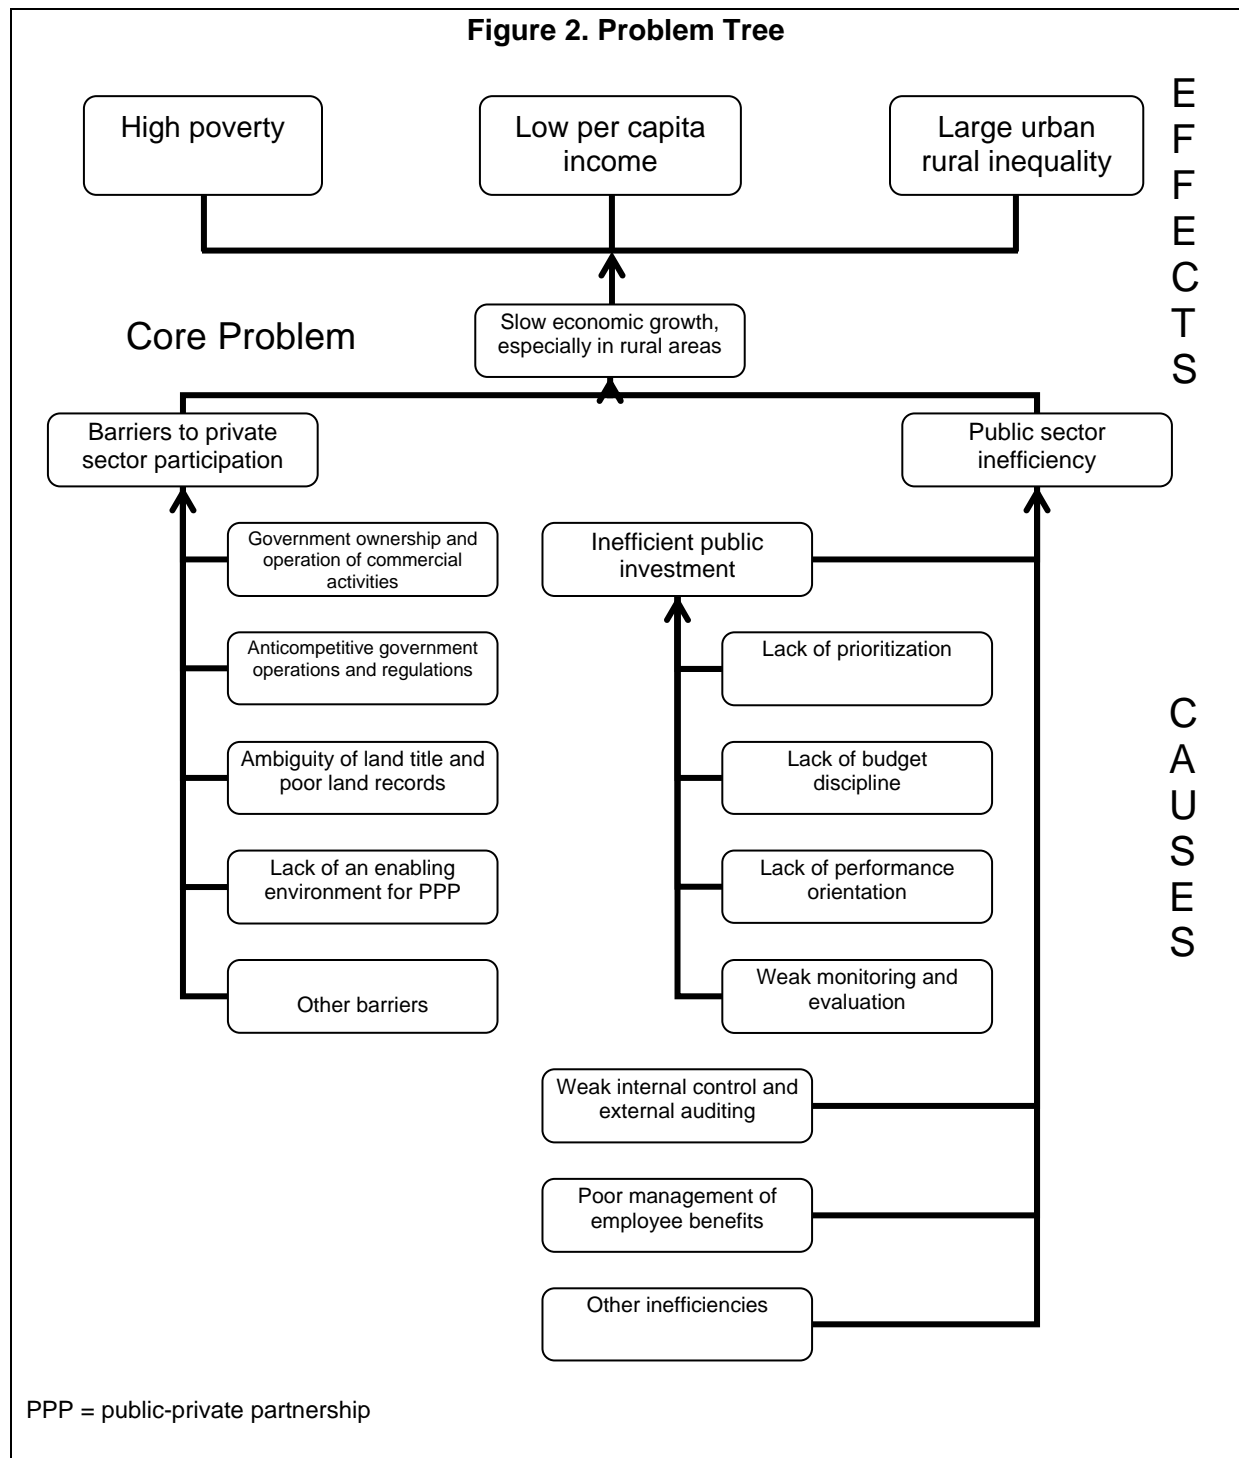 Figure 2. Problem Tree
High poverty
Low per capita
income
Large urban
rural inequality
E
F
F
E
C
T
S
Core Problem
Slow economic growth,
especially in rural areas
Barriers to private
sector participation
Public sector
inefficiency
Government ownership and
operation of commercial
activities
Anticompetitive government
operations and regulations
Ambiguity of land title and
poor land records
Lack of an enabling
environment for PPP
Other barriers
Inefficient public
investment
Lack of prioritization
Lack of budget
discipline
Lack of performance
orientation
Weak monitoring and
evaluation
Weak internal control and
external auditing
Poor management of
employee benefits
Other inefficiencies
C
A
U
S
E
S
PPP = public-private partnership